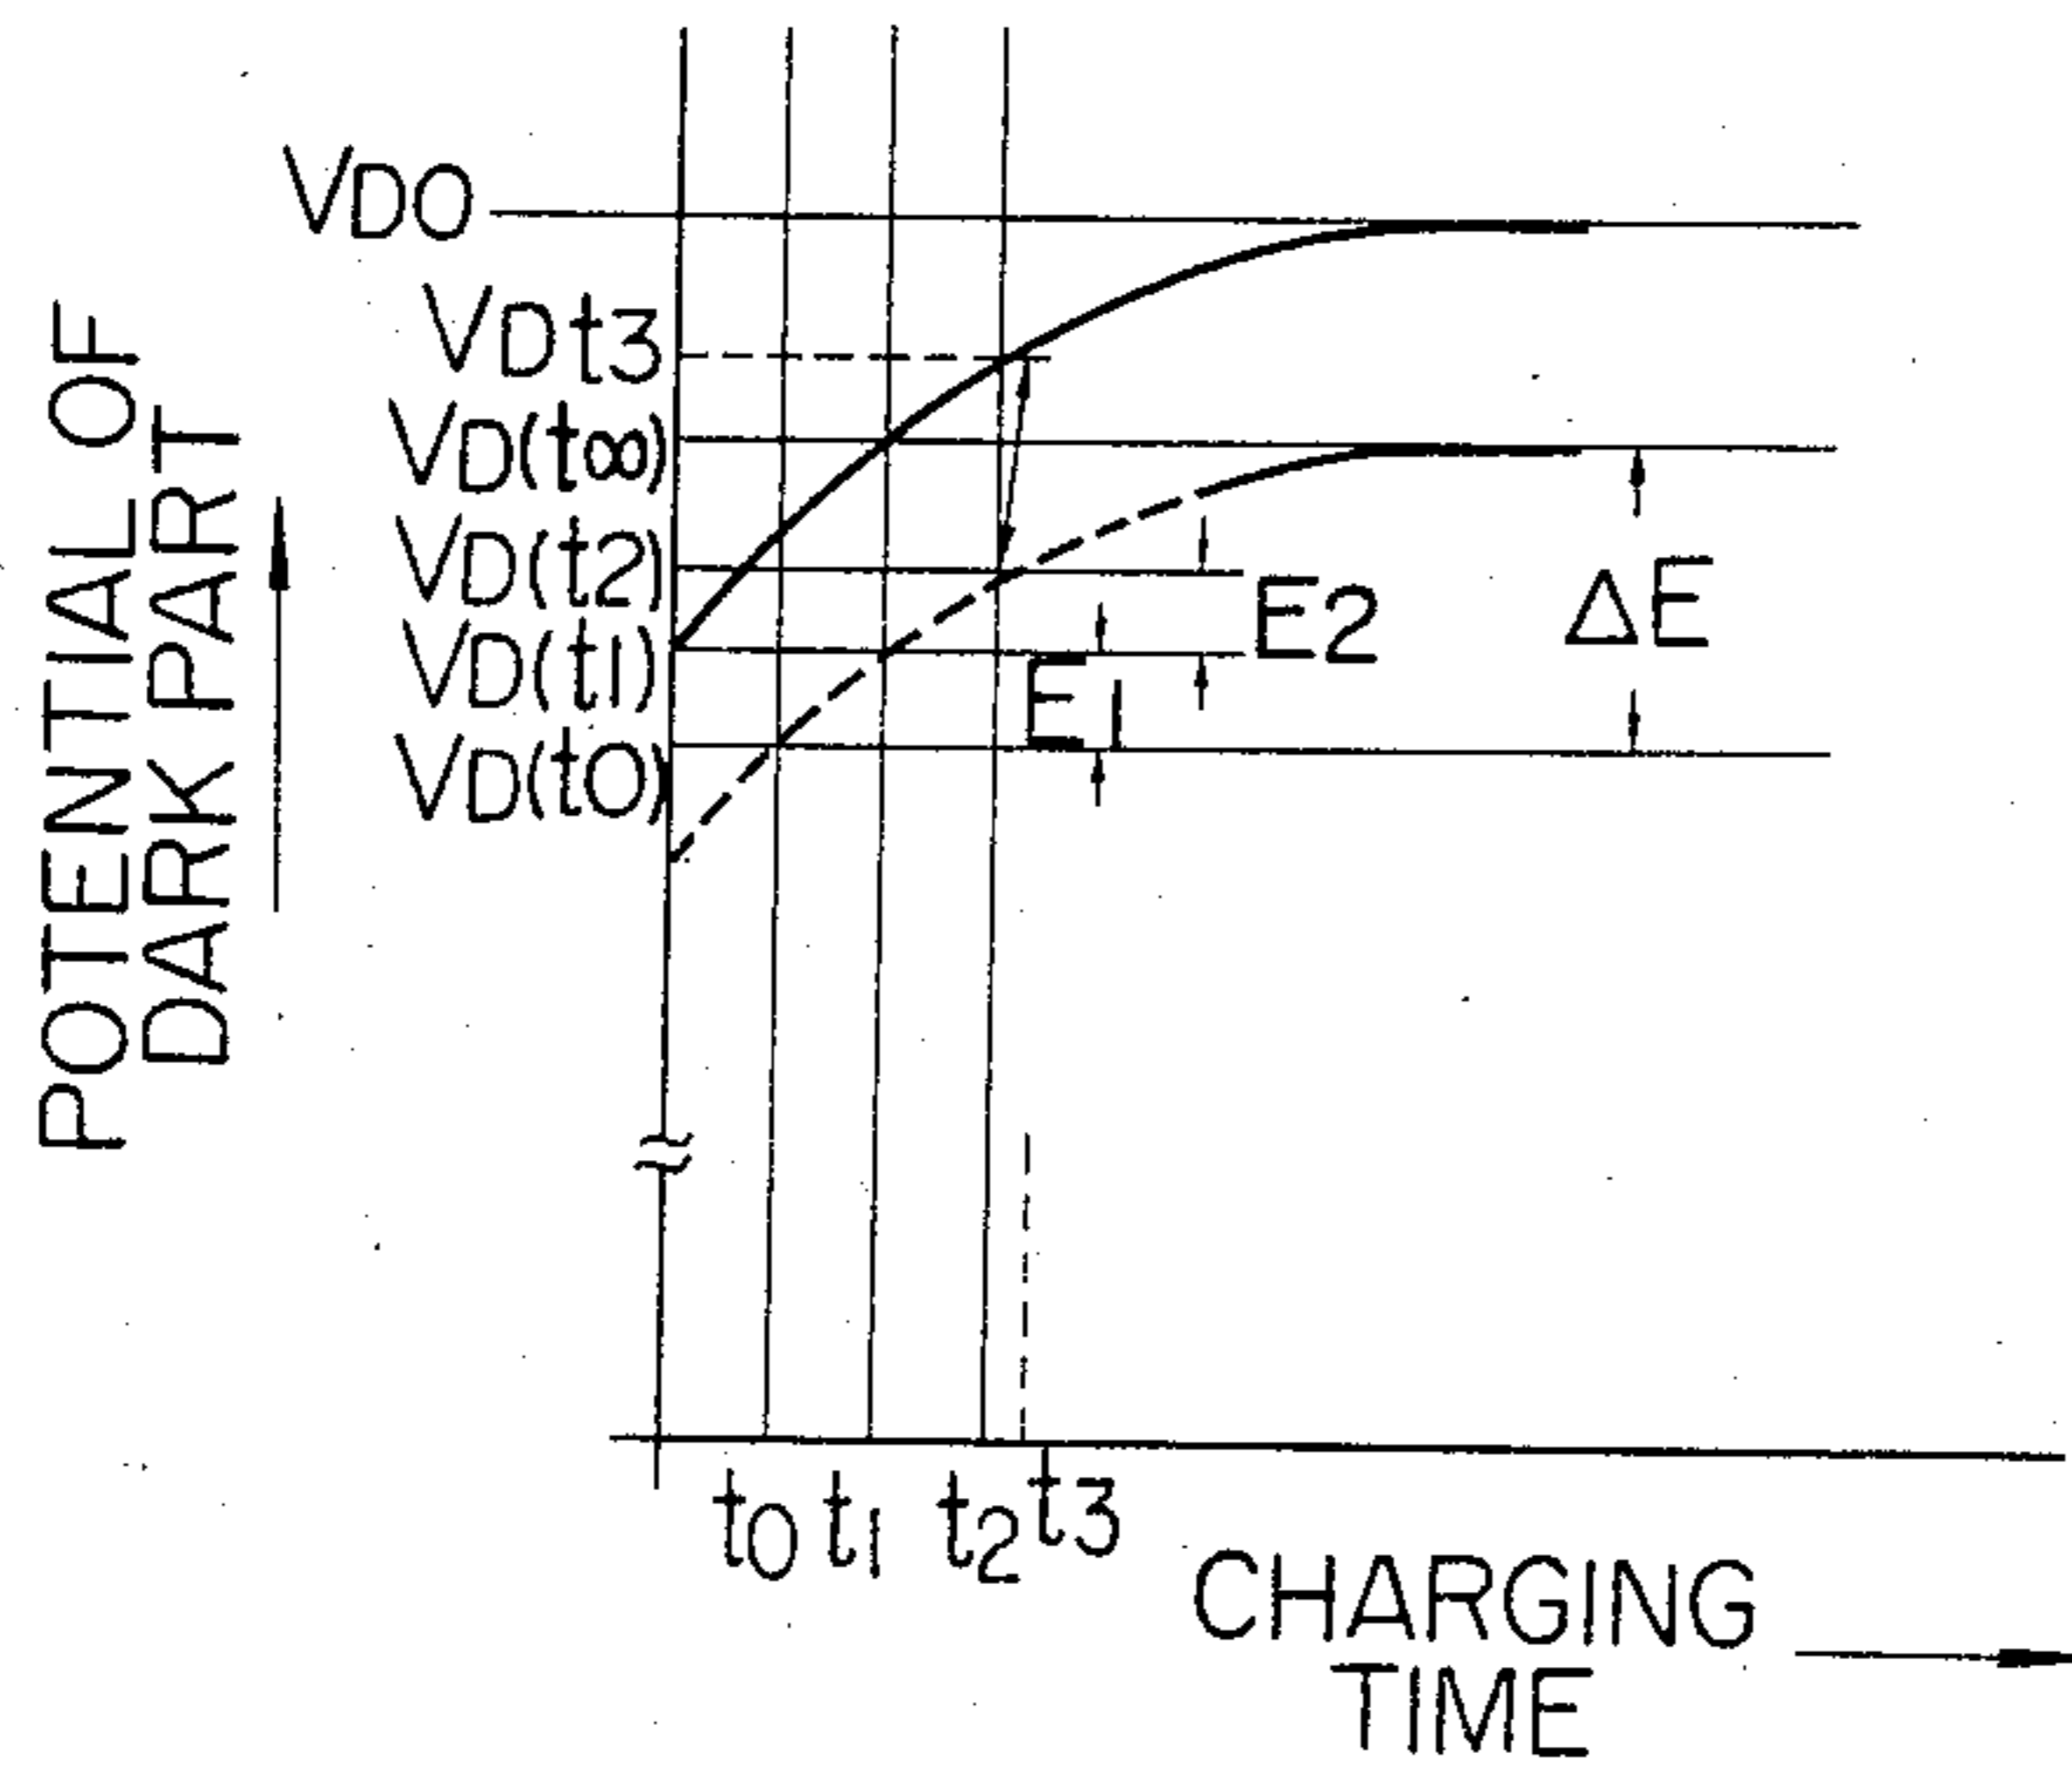 POTENTIAL OF
DARK PART
VDO
VDt3
VD(t∞)
VD(t2)
VD(t1)
VD(t0)
E2
E1
ΔE
t0 t1 t2 t3
CHARGING
TIME